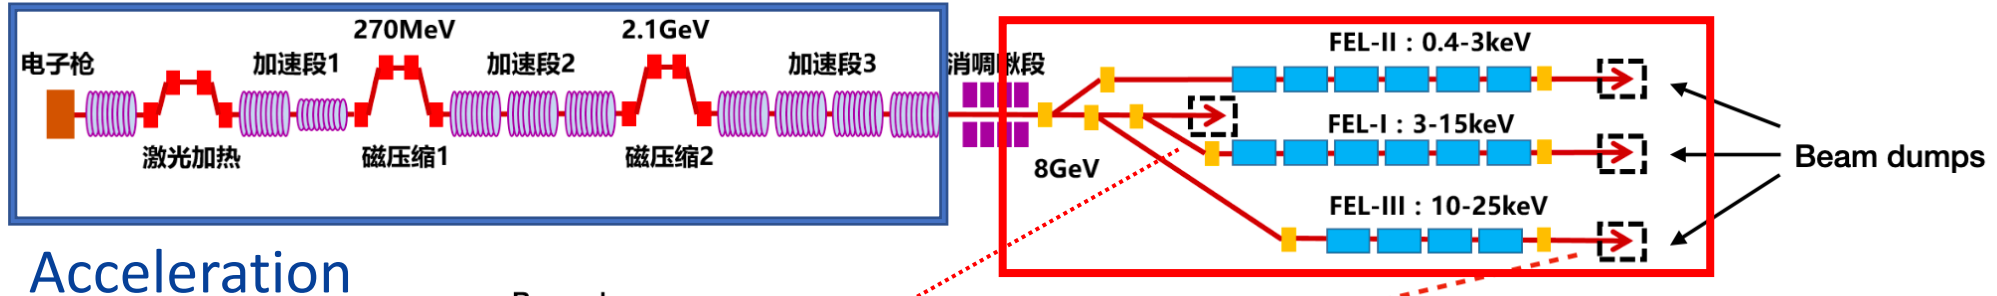 270MeV
2.1GeV
电子枪
加速段1
加速段2
加速段3
消啁啾段
激光加热
磁压缩1
磁压缩2
8GeV
FEL-II：0.4-3keV
FEL-I：3-15keV
FEL-III：10-25keV
Beam dumps
Acceleration